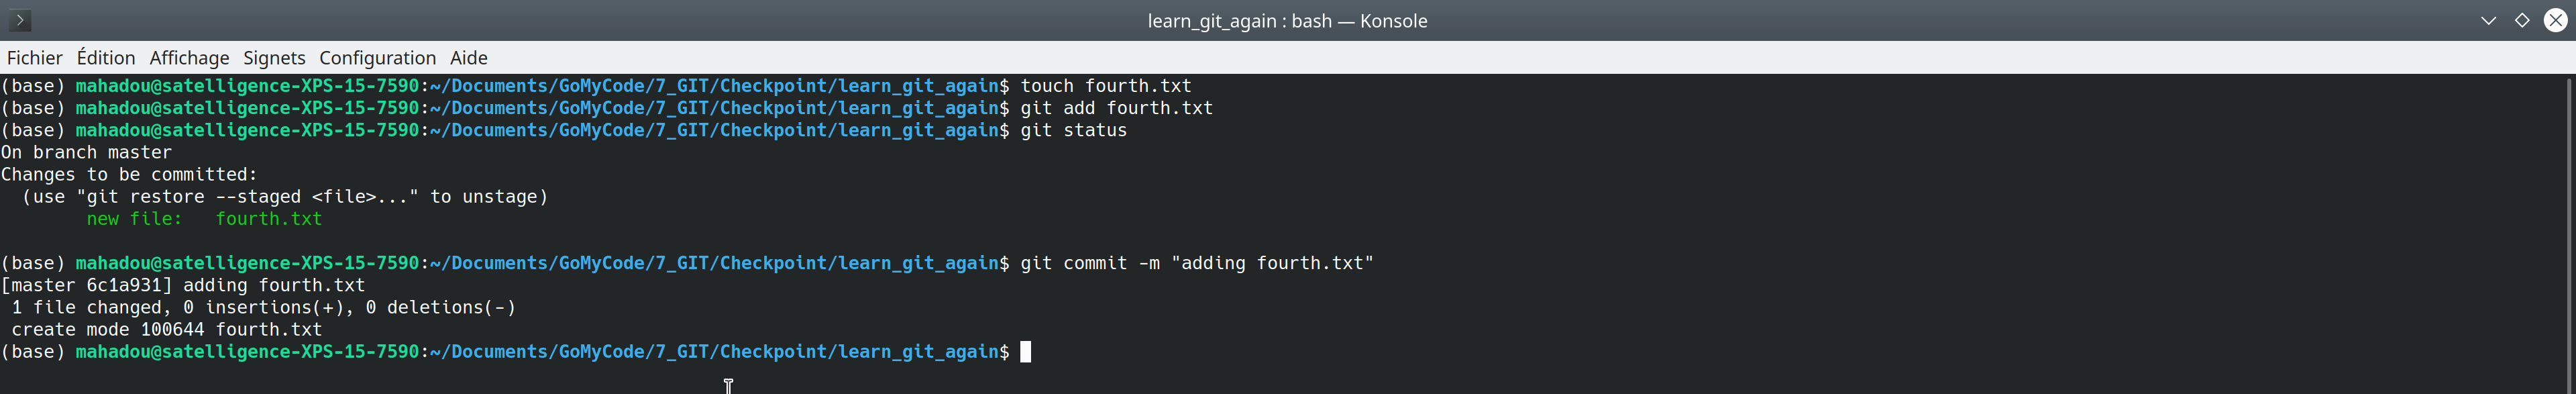 learn_git_again : bash — Konsole
Fichier Édition Affichage Signets Configuration Aide
(base) mahadou@satelligence-XPS-15-7590:~/Documents/GoMyCode/7_GIT/Checkpoint/learn_git_again$ touch fourth.txt
(base) mahadou@satelligence-XPS-15-7590:~/Documents/GoMyCode/7_GIT/Checkpoint/learn_git_again$ git add fourth.txt
(base) mahadou@satelligence-XPS-15-7590:~/Documents/GoMyCode/7_GIT/Checkpoint/learn_git_again$ git status
On branch master
Changes to be committed:
  (use "git restore --staged <file>..." to unstage)
        new file:   fourth.txt
(base) mahadou@satelligence-XPS-15-7590:~/Documents/GoMyCode/7_GIT/Checkpoint/learn_git_again$ git commit -m "adding fourth.txt"
[master 6c1a931] adding fourth.txt
 1 file changed, 0 insertions(+), 0 deletions(-)
 create mode 100644 fourth.txt
(base) mahadou@satelligence-XPS-15-7590:~/Documents/GoMyCode/7_GIT/Checkpoint/learn_git_again$